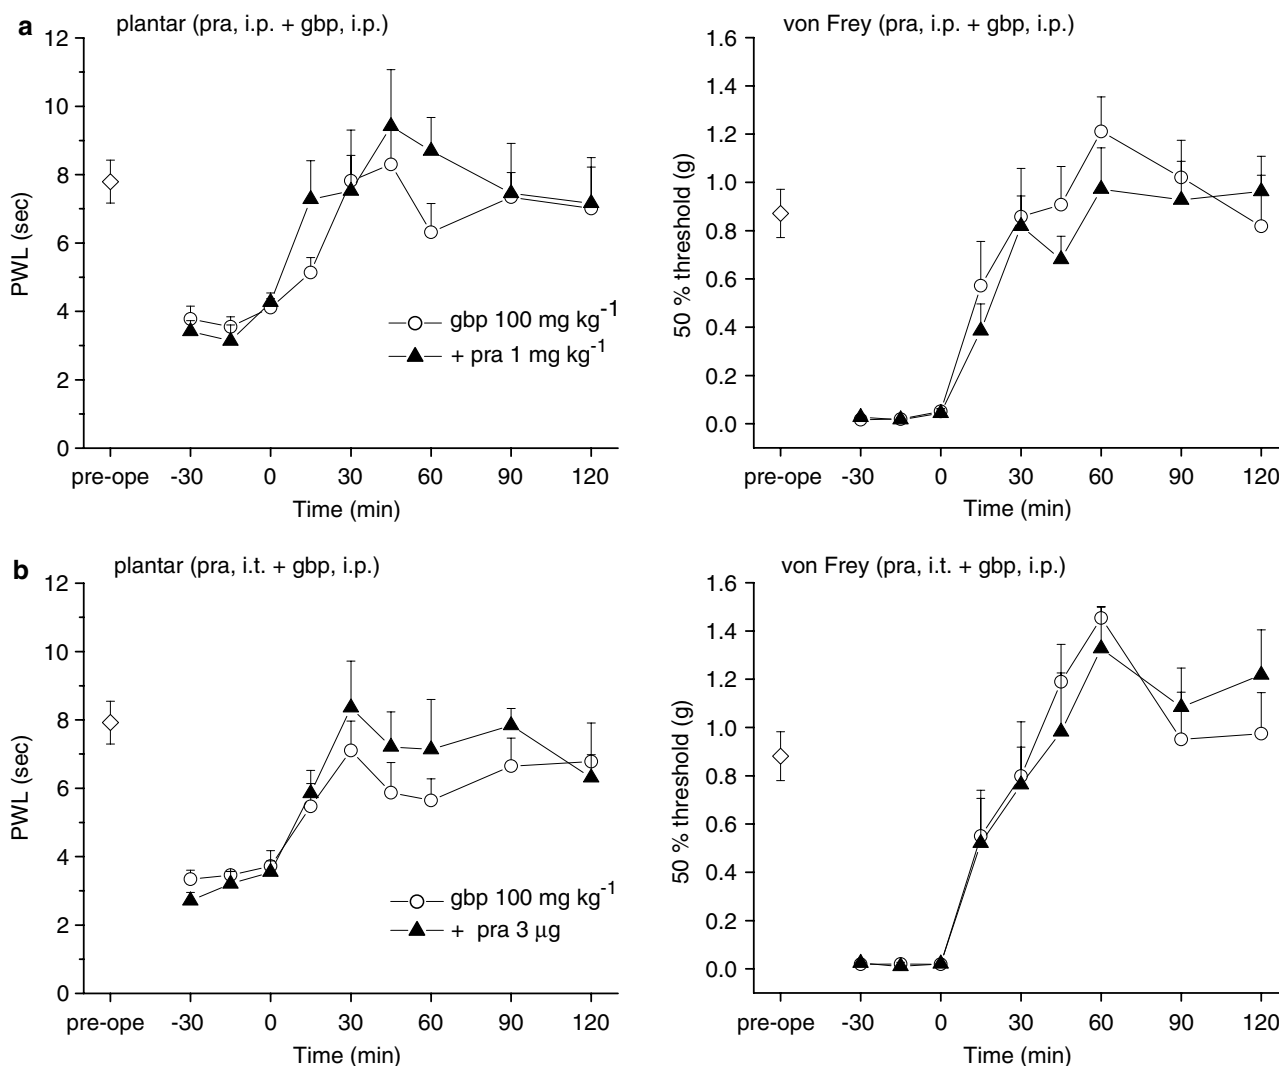 a
plantar (pra, i.p. + gbp, i.p.)
12
10
8
6
4
2
0
PWL (sec)
gbp 100 mg kg-1
+ pra 1 mg kg-1
pre-ope -30 0 30 60 90 120
Time (min)
von Frey (pra, i.p. + gbp, i.p.)
1.6
1.4
1.2
1.0
0.8
0.6
0.4
0.2
0.0
50 % threshold (g)
pre-ope -30 0 30 60 90 120
Time (min)
b
plantar (pra, i.t. + gbp, i.p.)
12
10
8
6
4
2
0
PWL (sec)
gbp 100 mg kg-1
+ pra 3 μg
pre-ope -30 0 30 60 90 120
Time (min)
von Frey (pra, i.t. + gbp, i.p.)
1.6
1.4
1.2
1.0
0.8
0.6
0.4
0.2
0.0
50 % threshold (g)
pre-ope -30 0 30 60 90 120
Time (min)